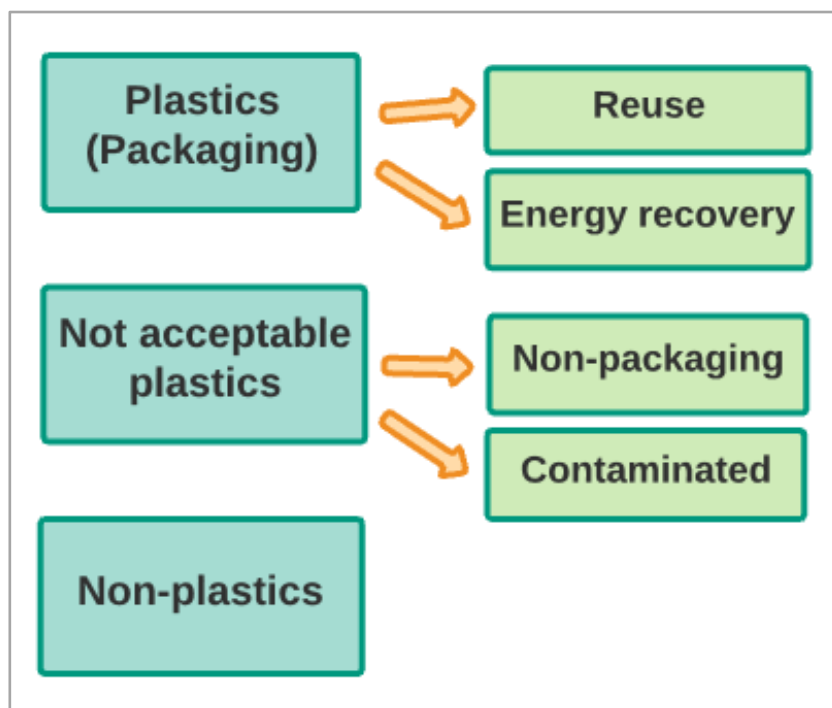 Plastics
(Packaging)
Reuse
Energy recovery
Not acceptable
plastics
Non-packaging
Contaminated
Non-plastics